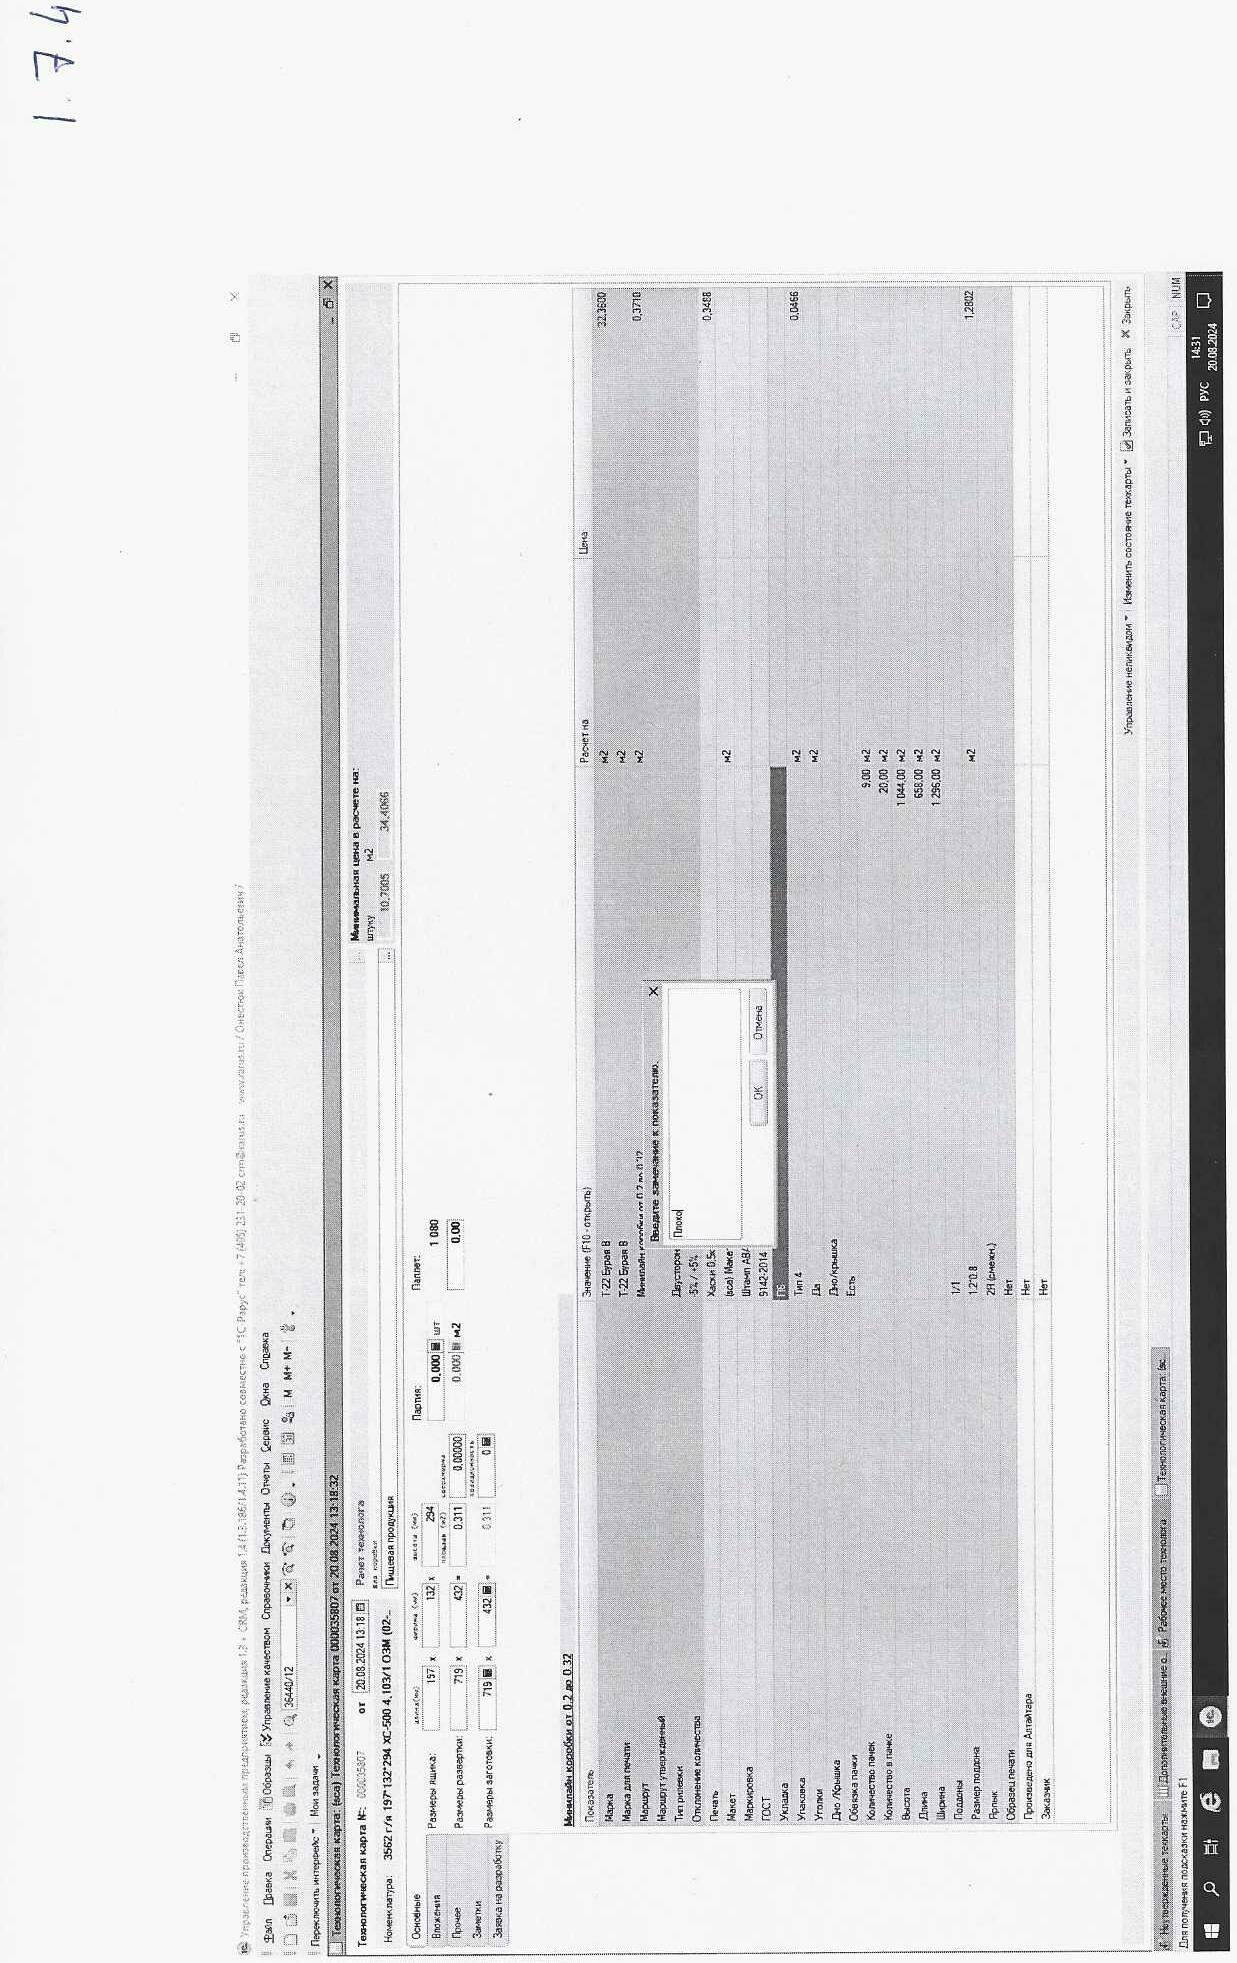 1.7.4
Управление производственным предприятием, редакция 1.3 + CRM, редакция 1.4 (1.3.186/1.4.11) Разработано совместно с "1С-Рарус" тел: +7 (495) 231-20-02 crm@rarus.ru www.rarus.ru / Онестюк Павел Анатольевич /
Файл Правка Операции Образцы Управление качеством Справочники Документы Отчеты Сервис Окна Справка
36440/12 M M+ M-
Переключить интерфейс Мои задачи
Технологическая карта: (sca) Технологическая карта 000035807 от 20.08.2024 13:18:32
Технологическая карта №: 000035807 от 20.08.2024 13:18 Рачет технолога Минимальная цена в расчете на:
Вид коробки штуку м2
Номенклатура: 3562 г/я 197*132*294 ХС-500 4,103/1 ОЗМ (02-... Пищевая продукция ... 10,7005 34,4066
Основные длина(мм) ширина (мм) высота (мм) Партия: Паллет:
Вложения Размеры ящика: 197 x 132 x 294 0,000 шт 1 080
площадь (м2)
Прочее Размеры развертки: 719 x 432 = 0.311 0,00000 0,000 м2 0.00
Заметки
Заявка на разработку Размеры заготовки: 719 x 432 = 0.311 0
Минилайн коробки от 0.2 до 0.32
Показатель Значение (F10 - открыть) Расчет на Цена
Марка Т-22 Бурая В м2 32,3600
Марка для печати Т-22 Бурая В м2
Маршрут Минилайн коробки от 0.2 до 0.32 м2 0,3710
Маршрут утвержденный
Тип рилевки Двусторон
Отклонение количества -5% / +5%
Печать Хаски 0,5к 0,3488
Макет (sca) Маке м2
Маркировка Штамп АВА
ГОСТ 9142-2014
Введите замечание к показателю.
Плохо
ОК Отмена
Укладка П8
Упаковка Тип 4 м2 0,0466
Уголки Да м2
Дно /Крышка Дно/крышка
Обвязка пачки Есть
Количество пачек 9,00 м2
Количество в пачке 20,00 м2
Высота 1 044,00 м2
Длина 658,00 м2
Ширина 1 296,00 м2
Поддоны 1/1
Размер поддона 1.2*0.8 м2 1,2802
Ярлык 2Я (смежн.)
Образец печати Нет
Произведено для Алтайтара Нет
Заказчик Нет
Управление неликвидом Изменить состояние техкарты Записать и закрыть Закрыть
Неутвержденные техкарты Дополнительные внешние о... Рабочее место технолога Технологическая карта: (sc...
Для получения подсказки нажмите F1 CAP NUM
РУС 14:31
20.08.2024